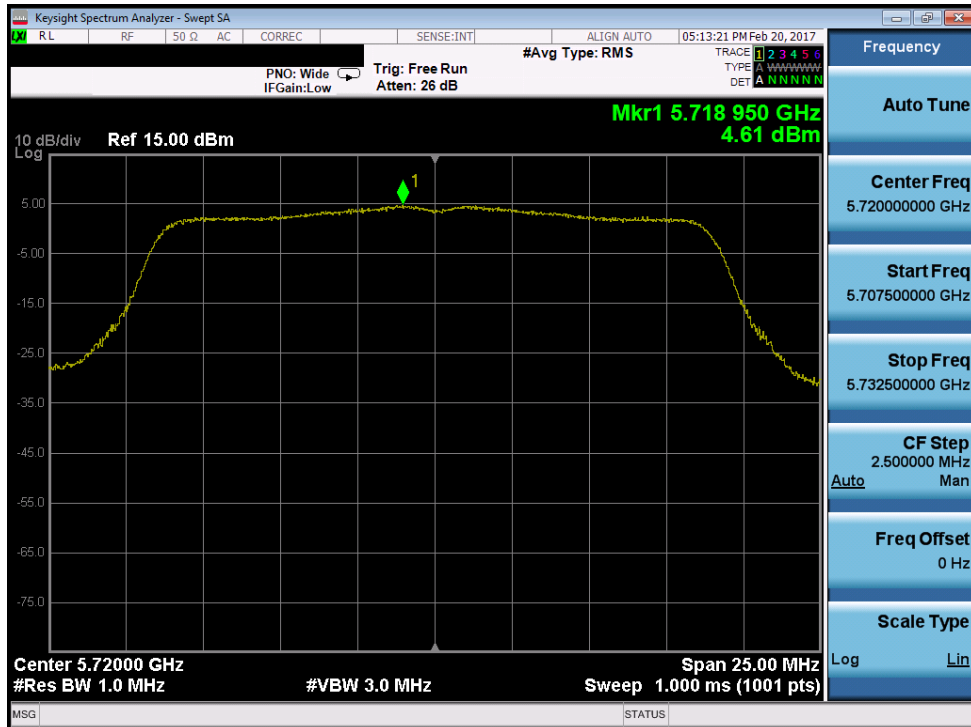 Keysight Spectrum Analyzer - Swept SA
LXI RL RF 50 Ω AC CORREC SENSE:INT ALIGN AUTO 05:13:21 PM Feb 20, 2017
#Avg Type: RMS TRACE 1 2 3 4 5 6
PNO: Wide Trig: Free Run TYPE A WWWWW
IFGain:Low Atten: 26 dB DET A N N N N N
Mkr1 5.718 950 GHz
4.61 dBm
10 dB/div Ref 15.00 dBm
Log
1
5.00
-5.00
-15.0
-25.0
-35.0
-45.0
-55.0
-65.0
-75.0
Center 5.72000 GHz Span 25.00 MHz
#Res BW 1.0 MHz #VBW 3.0 MHz Sweep 1.000 ms (1001 pts)
MSG STATUS
Frequency
Auto Tune
Center Freq
5.720000000 GHz
Start Freq
5.707500000 GHz
Stop Freq
5.732500000 GHz
CF Step
2.500000 MHz
Auto Man
Freq Offset
0 Hz
Scale Type
Log Lin